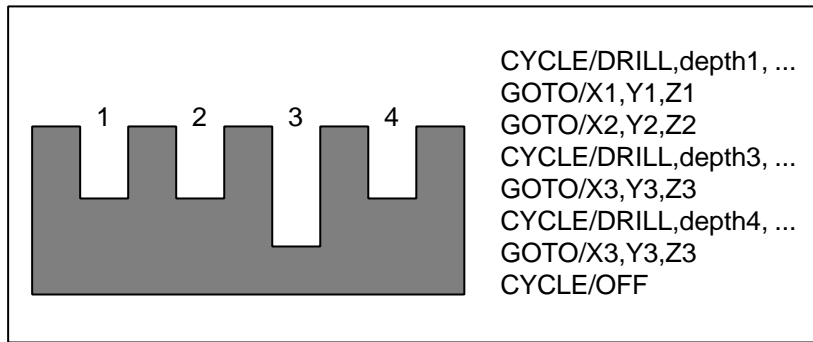 1 2 3 4
CYCLE/DRILL,depth1, ...
GOTO/X1,Y1,Z1
GOTO/X2,Y2,Z2
CYCLE/DRILL,depth3, ...
GOTO/X3,Y3,Z3
CYCLE/DRILL,depth4, ...
GOTO/X3,Y3,Z3
CYCLE/OFF